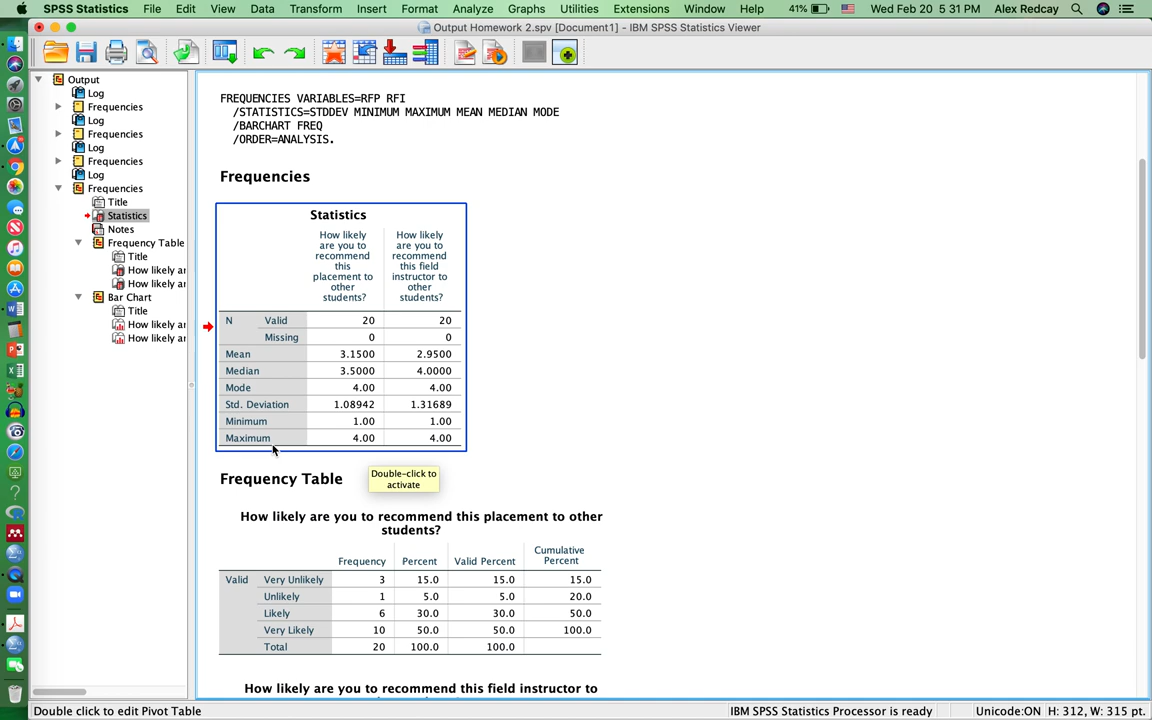 SPSS Statistics File Edit View Data Transform Insert Format Analyze Graphs Utilities Extensions Window Help 41% Wed Feb 20 5:31 PM Alex Redcay
Output Homework 2.spv [Document1] - IBM SPSS Statistics Viewer
Output
Log
Frequencies
Log
Frequencies
Log
Frequencies
Log
Frequencies
Title
Statistics
Notes
Frequency Table
Title
How likely ar
How likely ar
Bar Chart
Title
How likely ar
How likely ar
FREQUENCIES VARIABLES=RFP RFI
/STATISTICS=STDDEV MINIMUM MAXIMUM MEAN MEDIAN MODE
/BARCHART FREQ
/ORDER=ANALYSIS.
Frequencies
Statistics
How likely are you to recommend this placement to other students?
How likely are you to recommend this field instructor to other students?
N Valid 20 20
Missing 0 0
Mean 3.1500 2.9500
Median 3.5000 4.0000
Mode 4.00 4.00
Std. Deviation 1.08942 1.31689
Minimum 1.00 1.00
Maximum 4.00 4.00
Double-click to
activate
Frequency Table
How likely are you to recommend this placement to other
students?
Frequency Percent Valid Percent Cumulative Percent
Valid Very Unlikely 3 15.0 15.0 15.0
Unlikely 1 5.0 5.0 20.0
Likely 6 30.0 30.0 50.0
Very Likely 10 50.0 50.0 100.0
Total 20 100.0 100.0
How likely are you to recommend this field instructor to
Double click to edit Pivot Table IBM SPSS Statistics Processor is ready Unicode:ON H: 312, W: 315 pt.